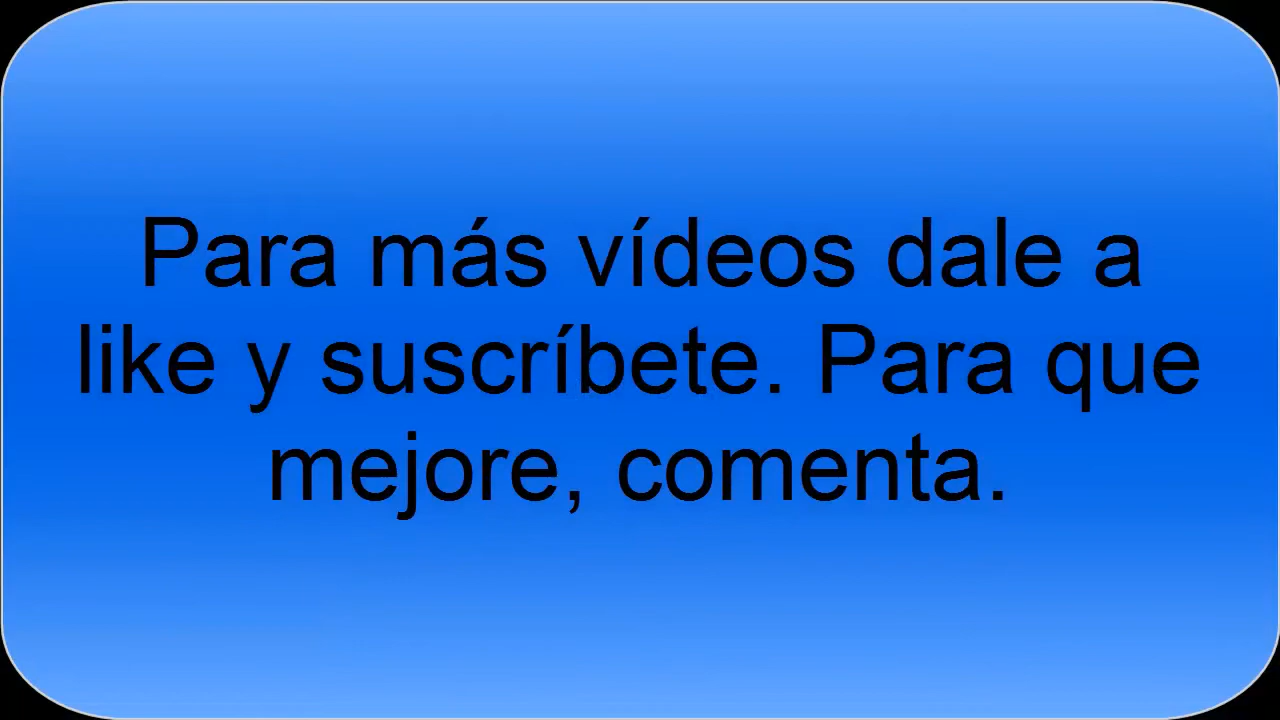 Para más vídeos dale a
like y suscríbete. Para que
mejore, comenta.